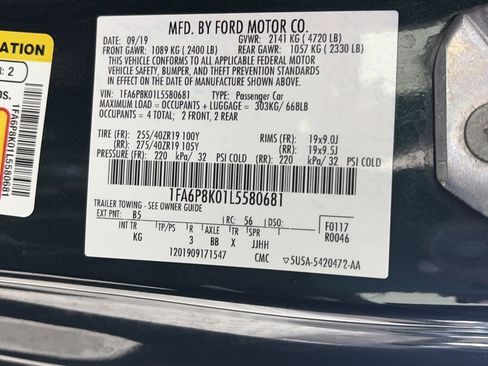 MFD. BY FORD MOTOR CO.
DATE: 09/19 GVWR: 2141 KG ( 4720 LB)
FRONT GAWR: 1089 KG ( 2400 LB) REAR GAWR: 1057 KG ( 2330 LB)
THIS VEHICLE CONFORMS TO ALL APPLICABLE FEDERAL MOTOR
VEHICLE SAFETY, BUMPER, AND THEFT PREVENTION STANDARDS
IN EFFECT ON THE DATE OF MANUFACTURE SHOWN ABOVE.
VIN: 1FA6P8K01L5580681 TYPE: Passenger Car
MAXIMUM LOAD = OCCUPANTS + LUGGAGE = 303KG/ 668LB
OCCUPANTS = 4 TOTAL; 2 FRONT, 2 REAR
TIRE (FR): 255/40ZR19 100Y RIM (FR): 19x9.0J
(RR): 275/40ZR19 105Y (RR): 19x9.5J
PRESSURE(FR): 220 kPa/ 32 PSI COLD (RR): 220 kPa/ 32 PSI COLD
1FA6P8K01L5580681
TRAILER TOWING - SEE OWNER GUIDE
EXT PNT: B5 RC: 56 F0117
INT TR TP/PS R AXLE TR SPR R0046
KG 3 BB X JJHH
1201909171547 CMC 5U5A-5420472-AA
ATION
: 2
OS.
1FA6P8K01L5580681